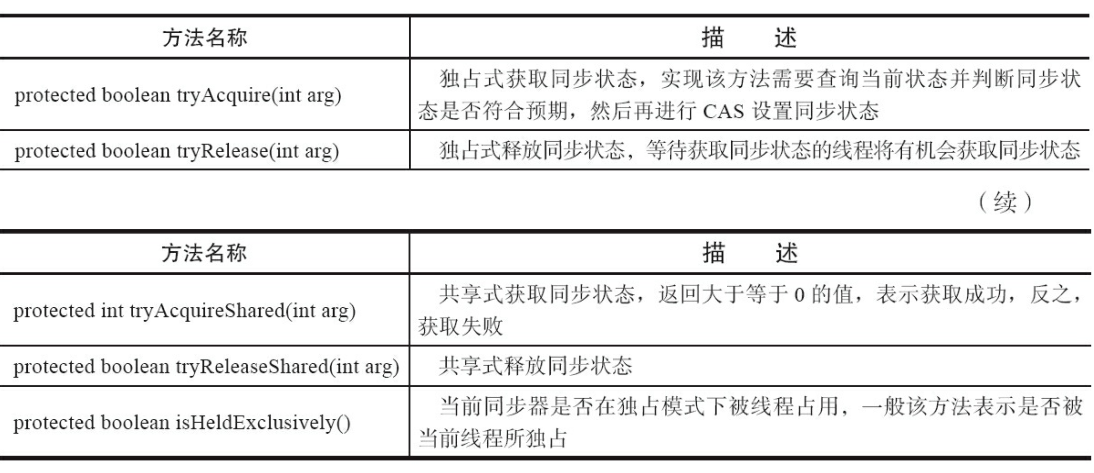 方法名称 描 述
protected boolean tryAcquire(int arg) 独占式获取同步状态，实现该方法需要查询当前状态并判断同步状
态是否符合预期，然后再进行 CAS 设置同步状态
protected boolean tryRelease(int arg) 独占式释放同步状态，等待获取同步状态的线程将有机会获取同步状态
（续）
方法名称 描 述
protected int tryAcquireShared(int arg) 共享式获取同步状态，返回大于等于 0 的值，表示获取成功，反之，
获取失败
protected boolean tryReleaseShared(int arg) 共享式释放同步状态
protected boolean isHeldExclusively() 当前同步器是否在独占模式下被线程占用，一般该方法表示是否被
当前线程所独占